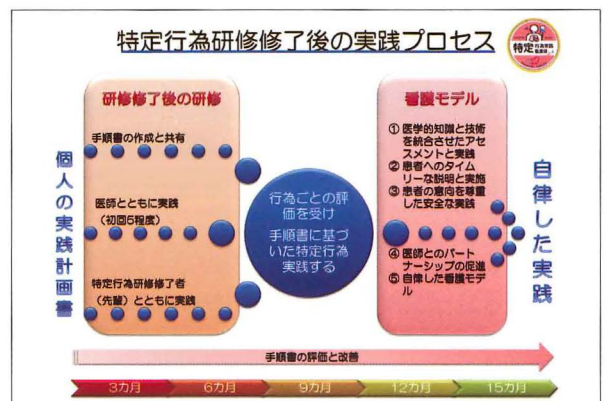 特定行為研修修了後の実践プロセス
特定
研修修了後の研修
手順書の作成と共有
医師とともに実践
（初回5程度）
特定行為研修修了者
（先輩）とともに実践
個人の実践計画書
行為ごとの評
価を受け
手順書に基づ
いた特定行為
実践する
看護モデル
① 医学的知識と技術
を統合させたアセ
スメントと実践
② 患者へのタイム
リーな説明と実施
③ 患者の意向を尊重
した安全な実践
④ 医師とのパート
ナーシップの促進
⑤ 自律した看護モデ
ル
自律した実践
手順書の評価と改善
3カ月
6カ月
9カ月
12カ月
15カ月